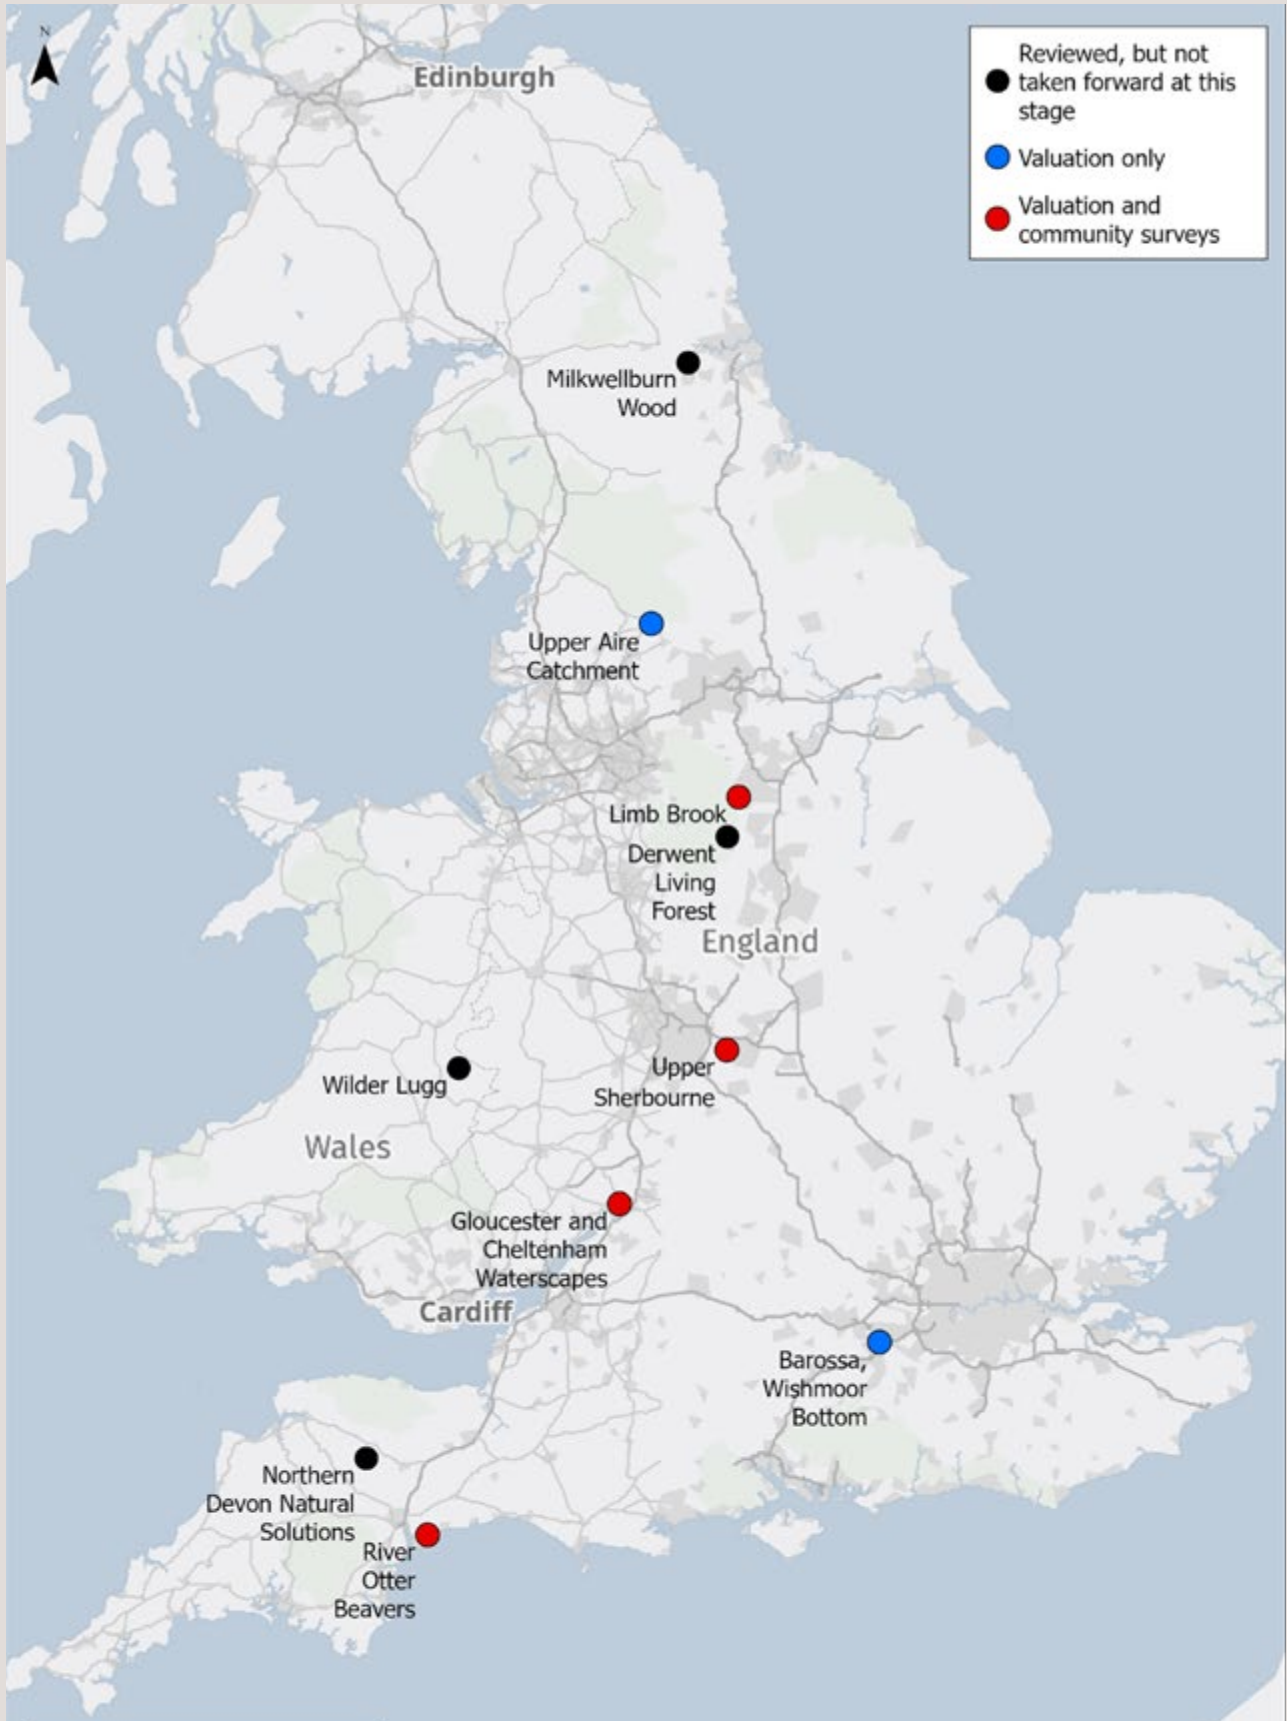 N
Edinburgh
Reviewed, but not
taken forward at this
stage
Valuation only
Valuation and
community surveys
Milkwellburn
Wood
Upper Aire
Catchment
Limb Brook
Derwent
Living
Forest
England
Upper
Sherbourne
Wilder Lugg
Wales
Gloucester and
Cheltenham
Waterscapes
Cardiff
Barossa,
Wishmoor
Bottom
Northern
Devon Natural
Solutions
River
Otter
Beavers